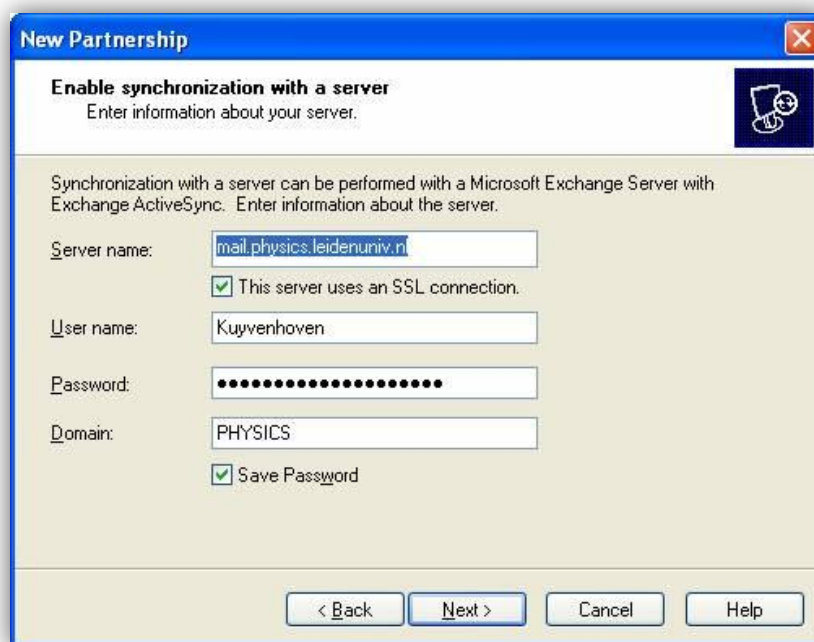 New Partnership
Enable synchronization with a server
Enter information about your server.
Synchronization with a server can be performed with a Microsoft Exchange Server with
Exchange ActiveSync. Enter information about the server.
Server name: mail.physics.leidenuniv.nl
This server uses an SSL connection.
User name: Kuyvenhoven
Password: ••••••••••••••••••••
Domain: PHYSICS
Save Password
< Back Next > Cancel Help